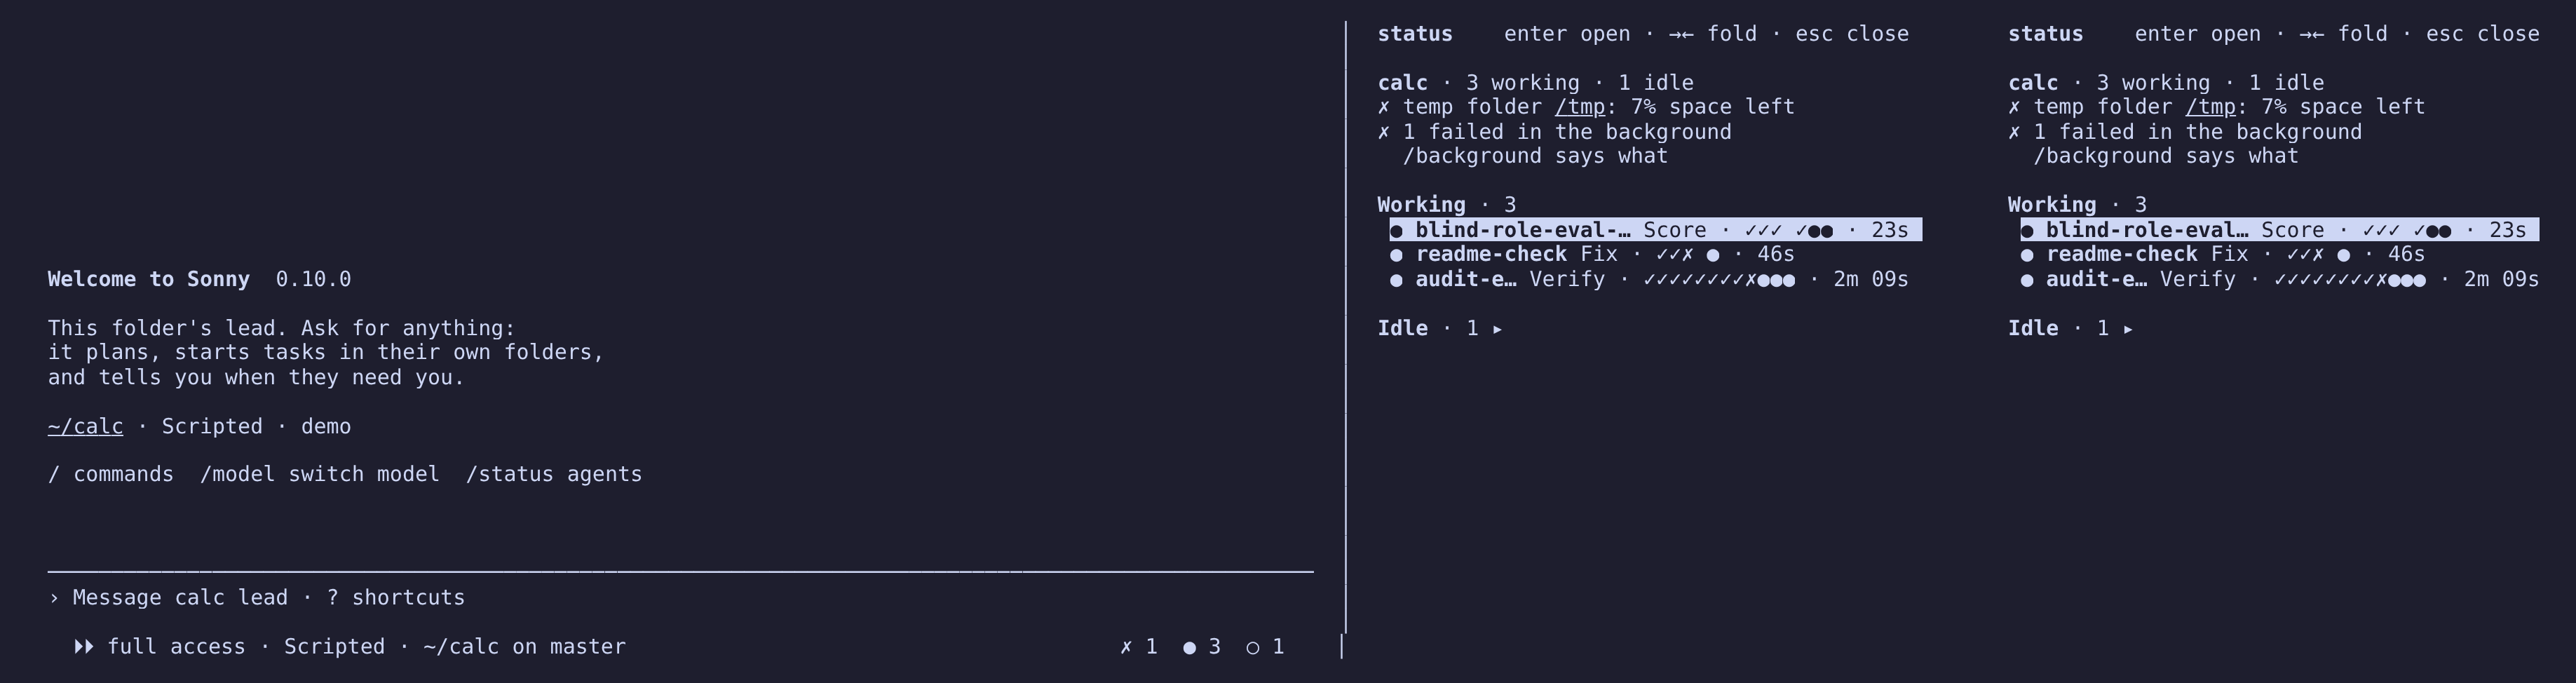 status    enter open · →← fold · esc close
calc · 3 working · 1 idle
✗ temp folder /tmp: 7% space left
✗ 1 failed in the background
  /background says what
Working · 3
● blind-role-eval-… Score · ✓✓✓ ✓●● · 23s
● readme-check Fix · ✓✓✗ ● · 46s
● audit-e… Verify · ✓✓✓✓✓✓✓✓✗●●● · 2m 09s
Idle · 1 ▸
status    enter open · →← fold · esc close
calc · 3 working · 1 idle
✗ temp folder /tmp: 7% space left
✗ 1 failed in the background
  /background says what
Working · 3
● blind-role-eval… Score · ✓✓✓ ✓●● · 23s
● readme-check Fix · ✓✓✗ ● · 46s
● audit-e… Verify · ✓✓✓✓✓✓✓✓✗●●● · 2m 09s
Idle · 1 ▸
Welcome to Sonny  0.10.0
This folder's lead. Ask for anything:
it plans, starts tasks in their own folders,
and tells you when they need you.
~/calc · Scripted · demo
/ commands  /model switch model  /status agents
› Message calc lead · ? shortcuts
⏵⏵ full access · Scripted · ~/calc on master    ✗ 1  ● 3  ○ 1